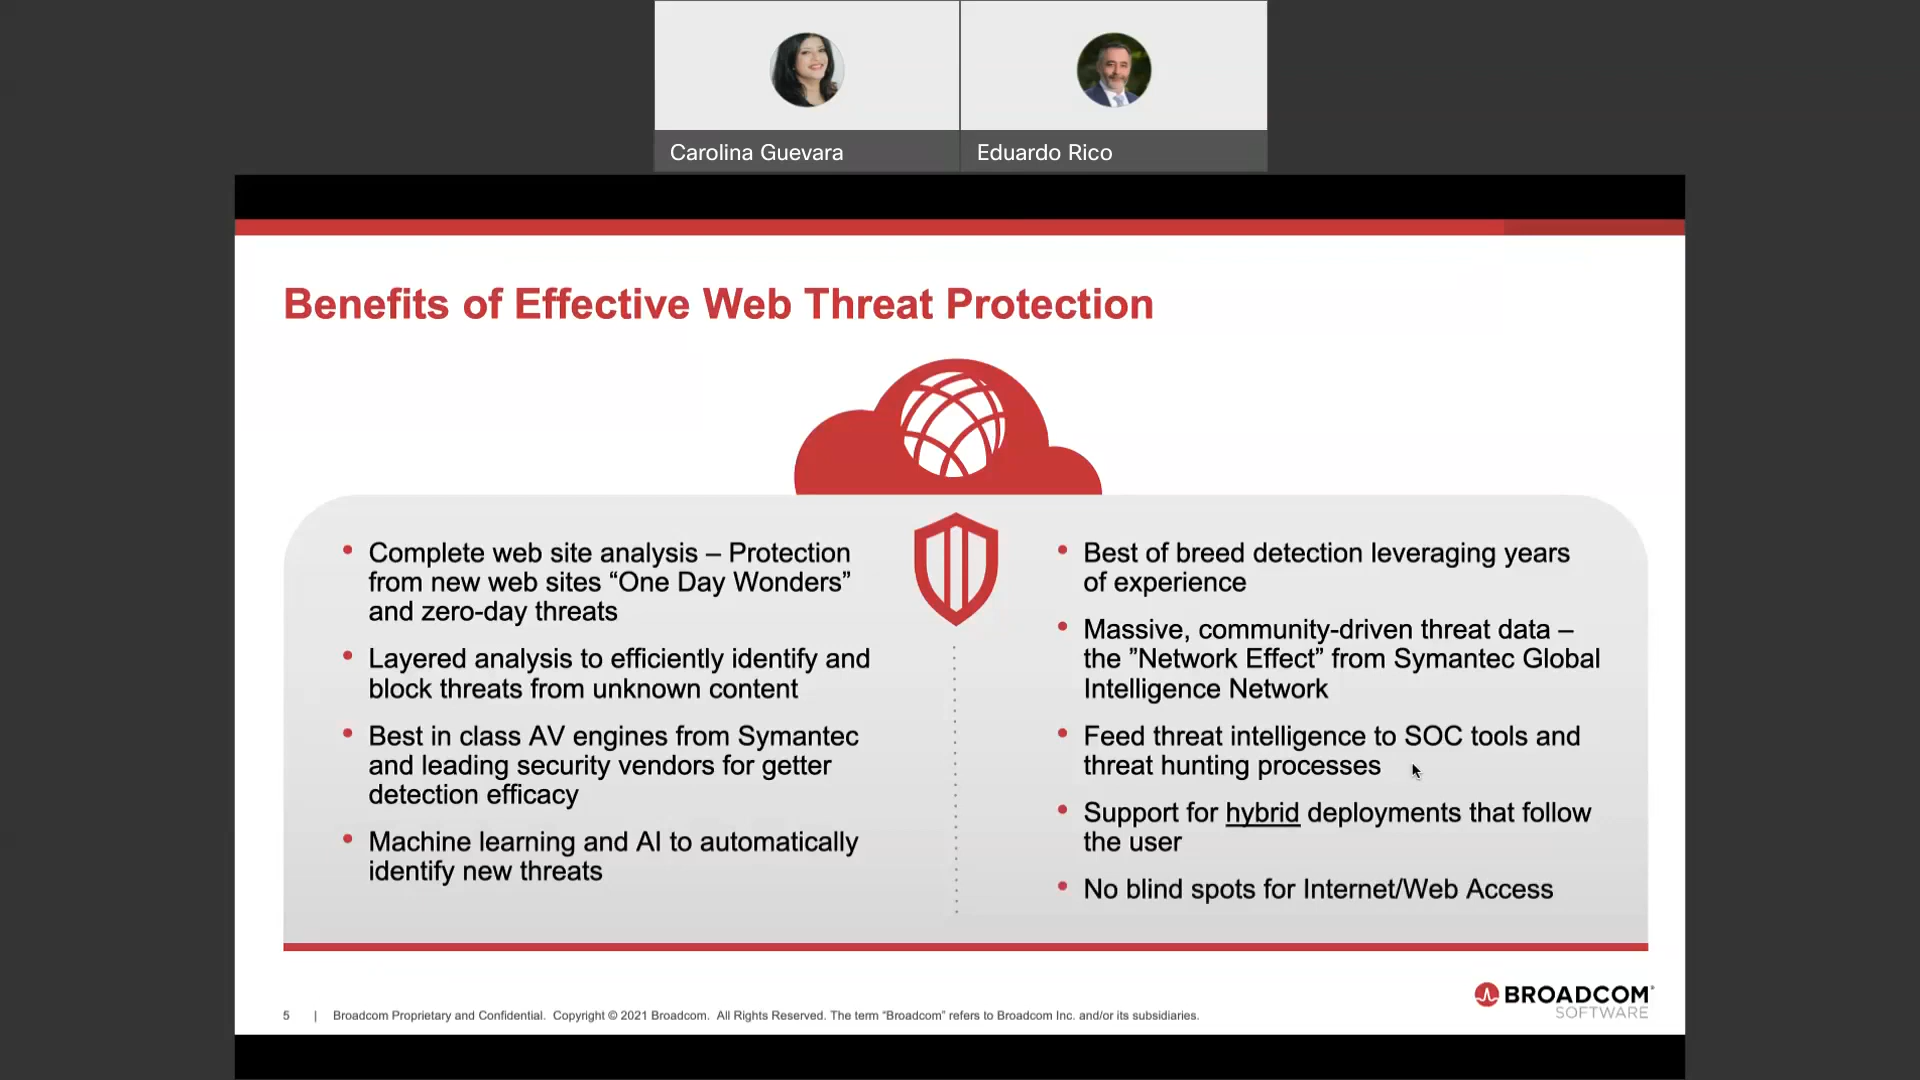 Carolina Guevara
Eduardo Rico
Benefits of Effective Web Threat Protection
• Complete web site analysis – Protection
from new web sites “One Day Wonders”
and zero-day threats
• Layered analysis to efficiently identify and
block threats from unknown content
• Best in class AV engines from Symantec
and leading security vendors for getter
detection efficacy
• Machine learning and AI to automatically
identify new threats
• Best of breed detection leveraging years
of experience
• Massive, community-driven threat data –
the ”Network Effect” from Symantec Global
Intelligence Network
• Feed threat intelligence to SOC tools and
threat hunting processes
• Support for hybrid deployments that follow
the user
• No blind spots for Internet/Web Access
BROADCOM®
SOFTWARE
5 | Broadcom Proprietary and Confidential. Copyright © 2021 Broadcom. All Rights Reserved. The term “Broadcom” refers to Broadcom Inc. and/or its subsidiaries.